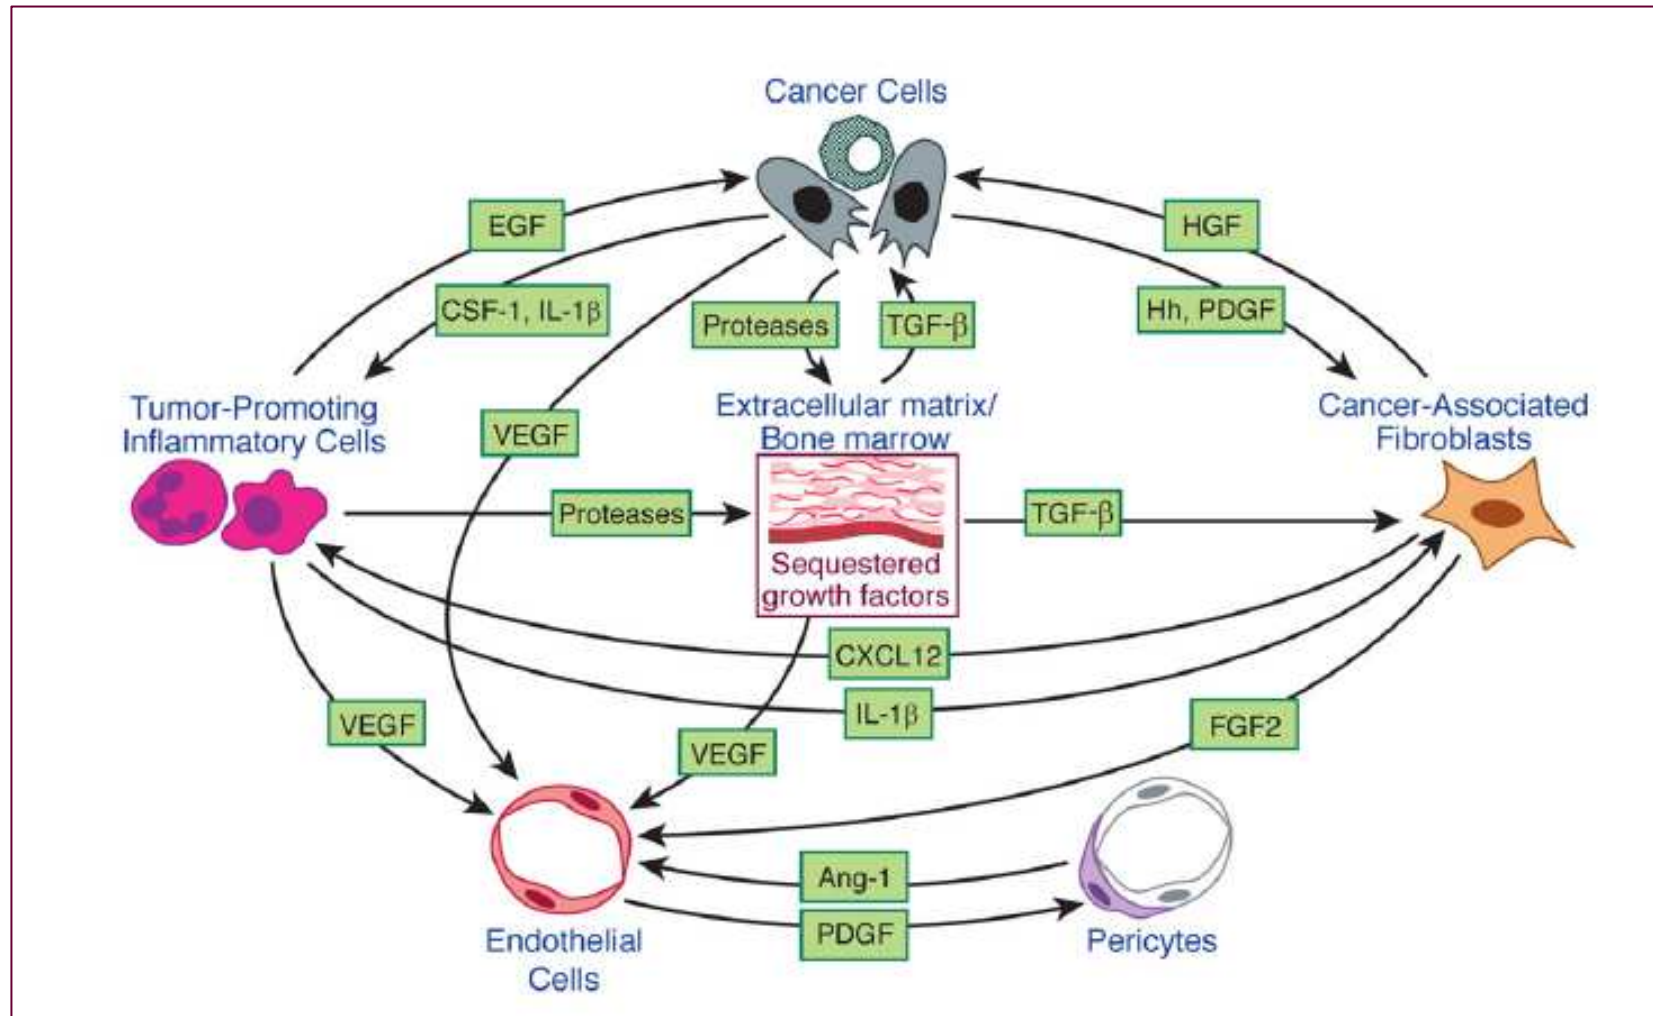 Cancer Cells
EGF
HGF
CSF-1, IL-1β
Hh, PDGF
Proteases
TGF-β
Tumor-Promoting
Inflammatory Cells
VEGF
Extracellular matrix/
Bone marrow
Cancer-Associated
Fibroblasts
Proteases
TGF-β
Sequestered
growth factors
CXCL12
IL-1β
VEGF
VEGF
FGF2
Ang-1
PDGF
Endothelial
Cells
Pericytes